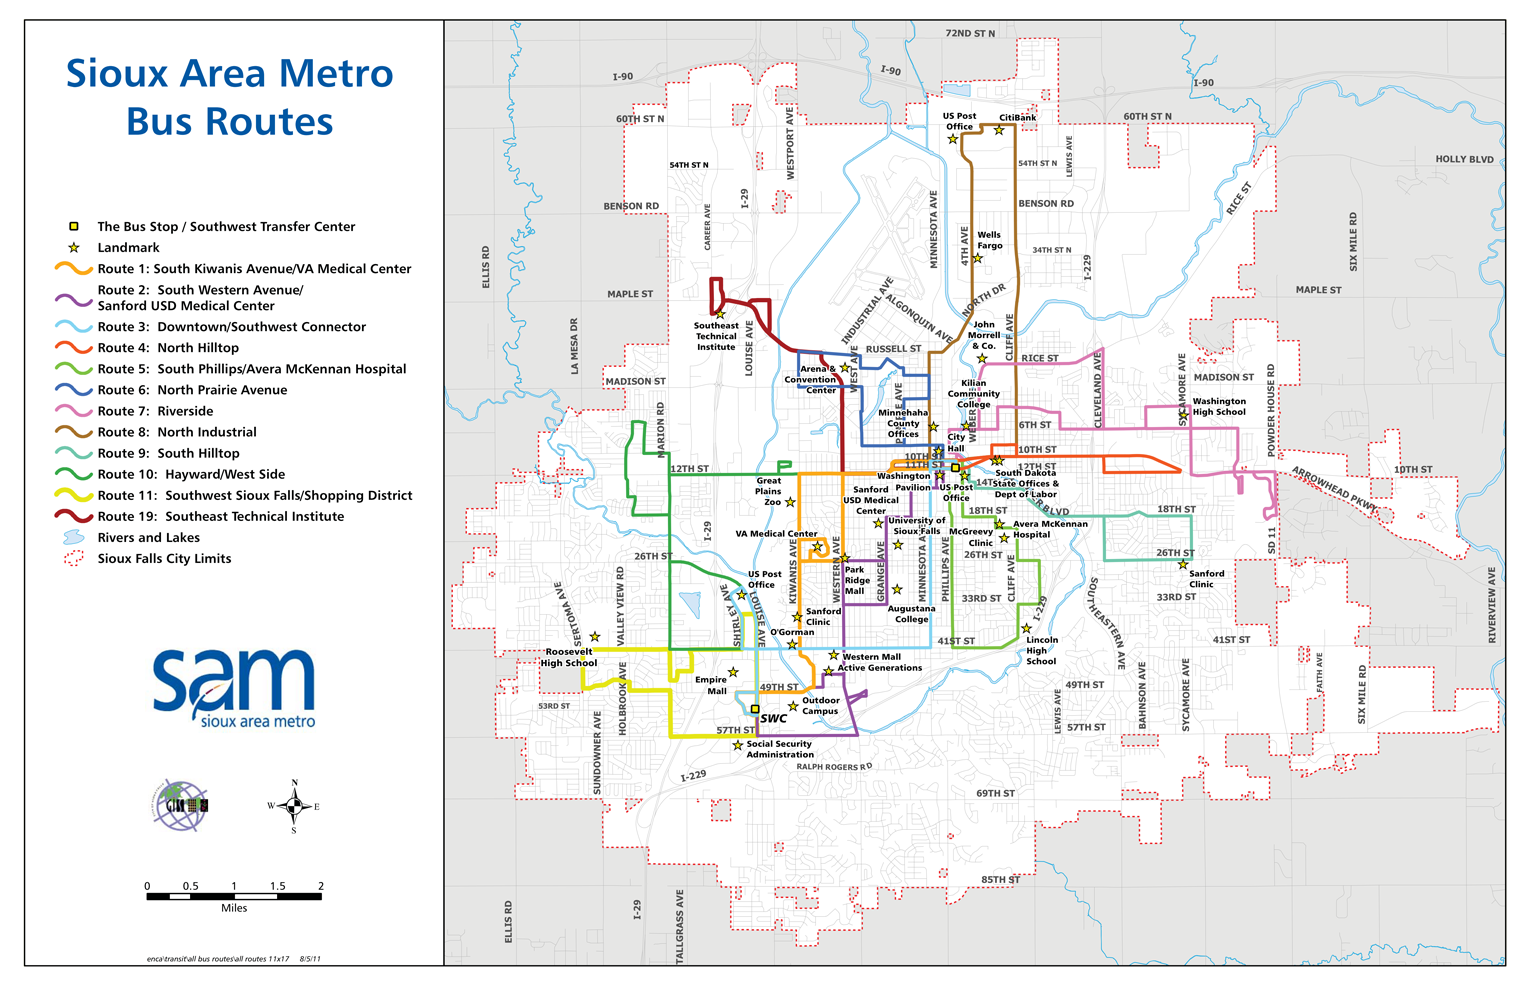 Sioux Area Metro
Bus Routes
The Bus Stop / Southwest Transfer Center
Landmark
Route 1: South Kiwanis Avenue/VA Medical Center
Route 2: South Western Avenue/
Sanford USD Medical Center
Route 3: Downtown/Southwest Connector
Route 4: North Hilltop
Route 5: South Phillips/Avera McKennan Hospital
Route 6: North Prairie Avenue
Route 7: Riverside
Route 8: North Industrial
Route 9: South Hilltop
Route 10: Hayward/West Side
Route 11: Southwest Sioux Falls/Shopping District
Route 19: Southeast Technical Institute
Rivers and Lakes
Sioux Falls City Limits
sam
sioux area metro
GIS
N
W
E
S
0 0.5 1 1.5 2
Miles
enca\transit\all bus routes\all routes 11x17 8/5/11
72ND ST N
I-90
I-90
I-90
60TH ST N
60TH ST N
US Post
Office
CitiBank
WESTPORT AVE
54TH ST N
54TH ST N
LEWIS AVE
HOLLY BLVD
I-29
BENSON RD
BENSON RD
RICE ST
CAREER AVE
MINNESOTA AVE
4TH AVE
Wells
Fargo
34TH ST N
I-229
SIX MILE RD
ELLIS RD
MAPLE ST
MAPLE ST
NORTH DR
INDUSTRIAL AVE
ALGONQUIN AVE
Southeast
Technical
Institute
LA MESA DR
LOUISE AVE
John
Morrell
& Co.
CLIFF AVE
RUSSELL ST
WEST AVE
RICE ST
Arena &
Convention
Center
MADISON ST
MADISON ST
CLEVELAND AVE
SYCAMORE AVE
POWDER HOUSE RD
Kilian
Community
College
Washington
High School
Minnehaha
County
Offices
MARION RD
6TH ST
City
Hall
10TH ST
10TH ST
11TH ST
12TH ST
12TH ST
10TH ST
ARROWHEAD PKWY
Washington
Pavilion
South Dakota
State Offices &
Dept of Labor
Great
Plains
Zoo
Sanford
USD Medical
Center
US Post
Office
18TH ST
18TH ST
University of
Sioux Falls
McGreevy
Clinic
Avera McKennan
Hospital
VA Medical Center
I-29
SD 11
26TH ST
26TH ST
26TH ST
KIWANIS AVE
WESTERN AVE
GRANGE AVE
MINNESOTA AVE
PHILLIPS AVE
CLIFF AVE
Park
Ridge
Mall
US Post
Office
Sanford
Clinic
33RD ST
33RD ST
Augustana
College
I-229
SOUTHEASTERN AVE
VALLEY VIEW RD
SHIRLEY AVE
LOUISE AVE
Sanford
Clinic
O'Gorman
RIVERVIEW AVE
41ST ST
41ST ST
Lincoln
High
School
Roosevelt
High School
Western Mall
Active Generations
Empire
Mall
49TH ST
49TH ST
HOLBROOK AVE
53RD ST
Outdoor
Campus
SWC
57TH ST
57TH ST
LEWIS AVE
BAHNSON AVE
SYCAMORE AVE
FAITH AVE
SIX MILE RD
Social Security
Administration
SUNDOWNER AVE
I-229
RALPH ROGERS RD
69TH ST
85TH ST
ELLIS RD
I-29
TALLGRASS AVE